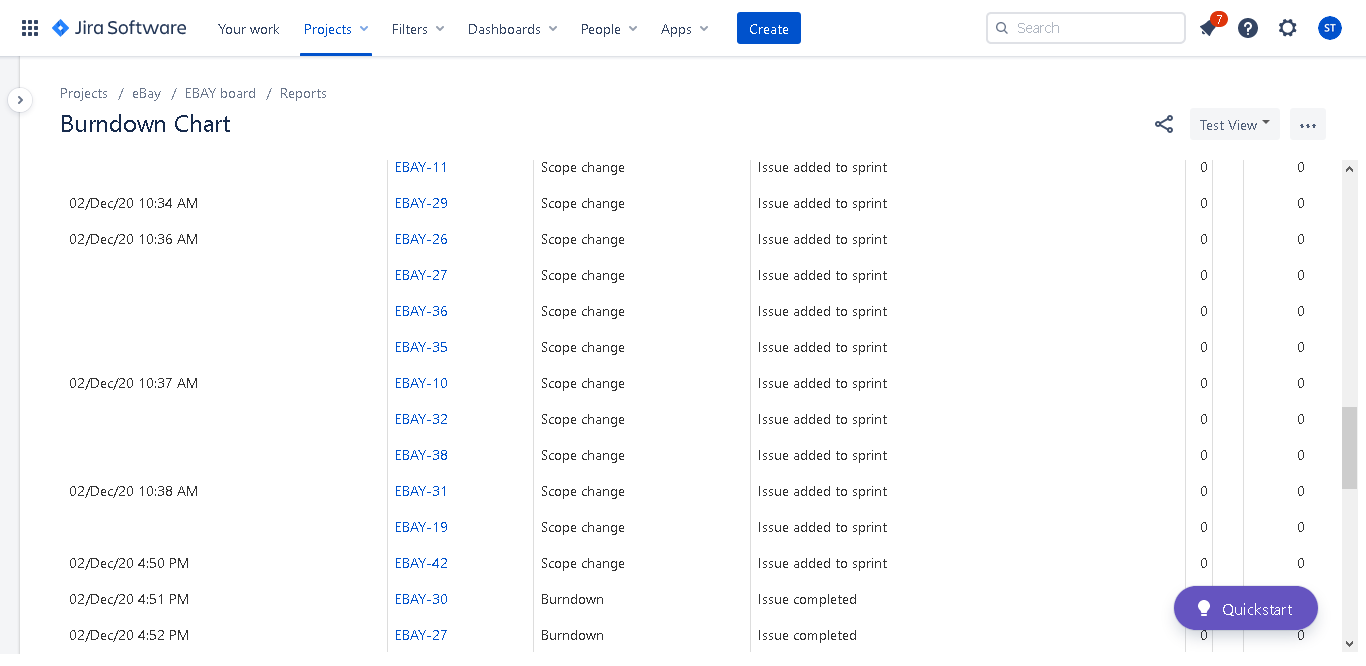 Jira Software Your work Projects Filters Dashboards People Apps Create Search 7 ? ST
Projects / eBay / EBAY board / Reports
Burndown Chart Test View ...
EBAY-11 Scope change Issue added to sprint 0 0
02/Dec/20 10:34 AM EBAY-29 Scope change Issue added to sprint 0 0
02/Dec/20 10:36 AM EBAY-26 Scope change Issue added to sprint 0 0
EBAY-27 Scope change Issue added to sprint 0 0
EBAY-36 Scope change Issue added to sprint 0 0
EBAY-35 Scope change Issue added to sprint 0 0
02/Dec/20 10:37 AM EBAY-10 Scope change Issue added to sprint 0 0
EBAY-32 Scope change Issue added to sprint 0 0
EBAY-38 Scope change Issue added to sprint 0 0
02/Dec/20 10:38 AM EBAY-31 Scope change Issue added to sprint 0 0
EBAY-19 Scope change Issue added to sprint 0 0
02/Dec/20 4:50 PM EBAY-42 Scope change Issue added to sprint 0 0
02/Dec/20 4:51 PM EBAY-30 Burndown Issue completed
Quickstart
02/Dec/20 4:52 PM EBAY-27 Burndown Issue completed 0 0